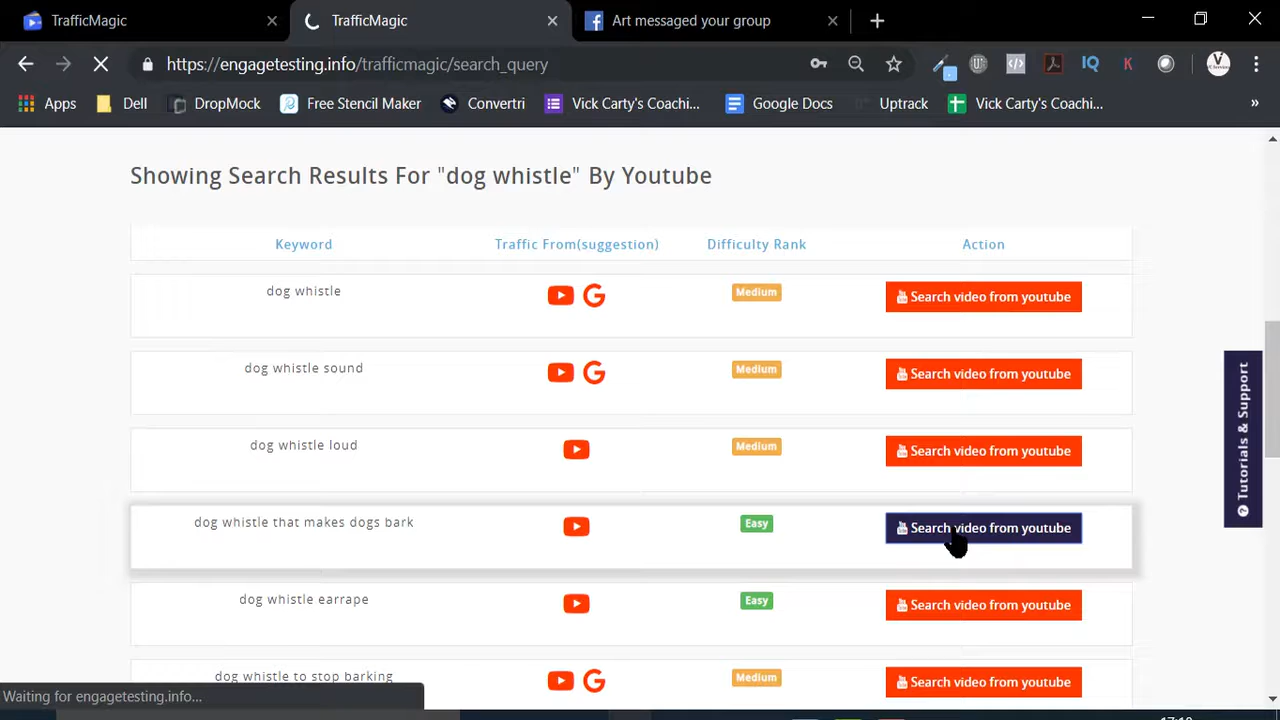 TrafficMagic
TrafficMagic
Art messaged your group
https://engagetesting.info/trafficmagic/search_query
Apps
Dell
DropMock
Free Stencil Maker
Convertri
Vick Carty's Coachi...
Google Docs
Uptrack
Vick Carty's Coachi...
»
Showing Search Results For "dog whistle" By Youtube
Keyword
Traffic From(suggestion)
Difficulty Rank
Action
dog whistle
Medium
Search video from youtube
dog whistle sound
Medium
Search video from youtube
dog whistle loud
Medium
Search video from youtube
dog whistle that makes dogs bark
Easy
Search video from youtube
dog whistle earrape
Easy
Search video from youtube
dog whistle to stop barking
Medium
Search video from youtube
Tutorials & Support
Waiting for engagetesting.info...